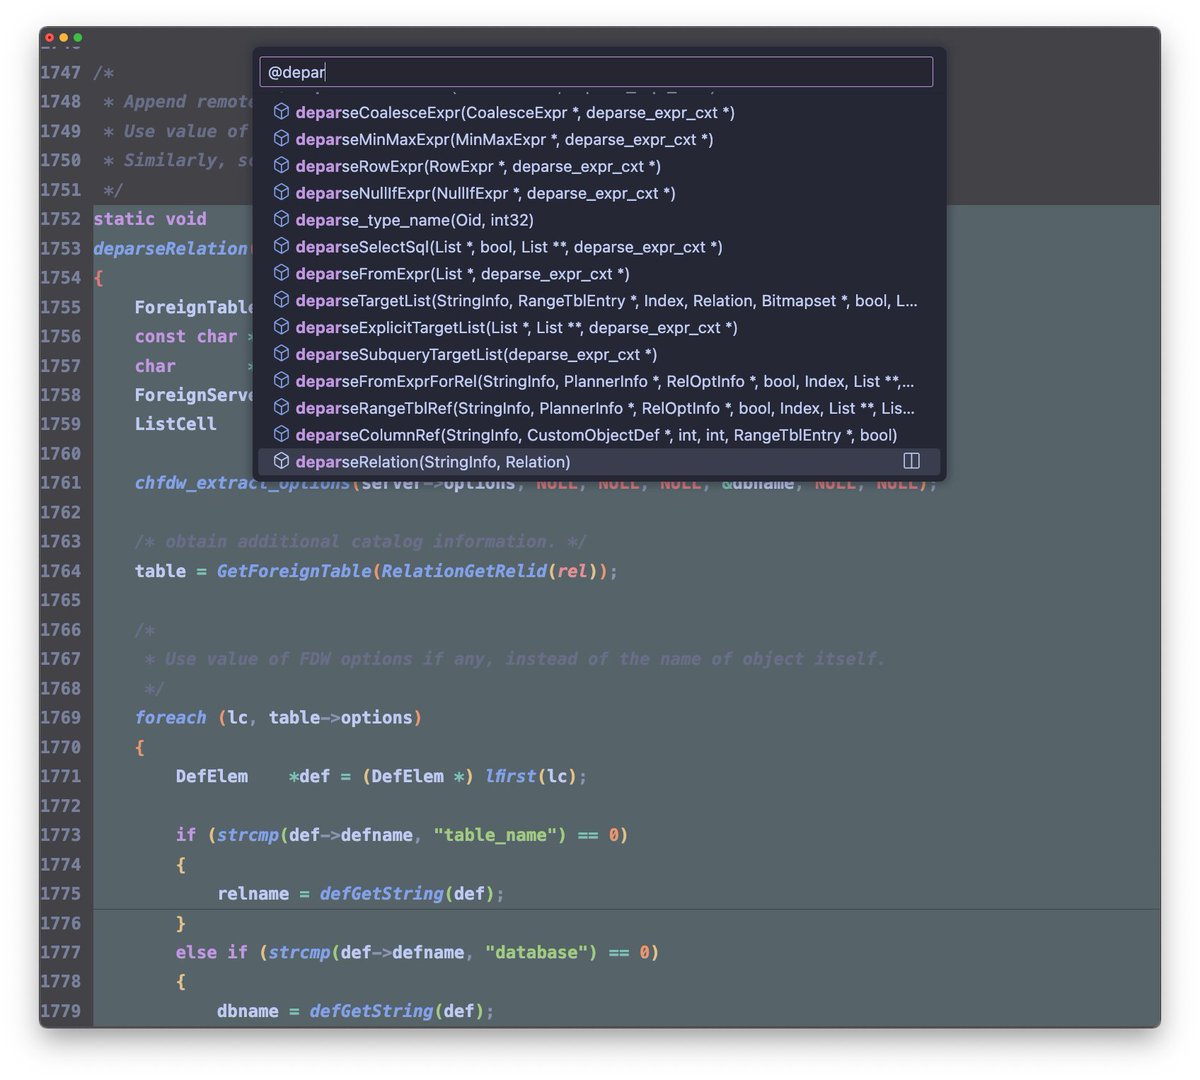 @depar
deparseCoalesceExpr(CoalesceExpr *, deparse_expr_cxt *)
deparseMinMaxExpr(MinMaxExpr *, deparse_expr_cxt *)
deparseRowExpr(RowExpr *, deparse_expr_cxt *)
deparseNullIfExpr(NullIfExpr *, deparse_expr_cxt *)
deparse_type_name(Oid, int32)
deparseSelectSql(List *, bool, List **, deparse_expr_cxt *)
deparseFromExpr(List *, deparse_expr_cxt *)
deparseTargetList(StringInfo, RangeTblEntry *, Index, Relation, Bitmapset *, bool, L...
deparseExplicitTargetList(List *, List **, deparse_expr_cxt *)
deparseSubqueryTargetList(deparse_expr_cxt *)
deparseFromExprForRel(StringInfo, PlannerInfo *, RelOptInfo *, bool, Index, List **,...
deparseRangeTblRef(StringInfo, PlannerInfo *, RelOptInfo *, bool, Index, List **, Lis...
deparseColumnRef(StringInfo, CustomObjectDef *, int, int, RangeTblEntry *, bool)
deparseRelation(StringInfo, Relation)
1747 /*
1748 * Append remote
1749 * Use value of
1750 * Similarly, sc
1751 */
1752 static void
1753 deparseRelation(
1754 {
1755 ForeignTable
1756 const char *
1757 char *
1758 ForeignServe
1759 ListCell
1760
1761 chfdw_extract_options(server->options, NULL, NULL, NULL, &dbname, NULL, NULL);
1762
1763 /* obtain additional catalog information. */
1764 table = GetForeignTable(RelationGetRelid(rel));
1765
1766 /*
1767 * Use value of FDW options if any, instead of the name of object itself.
1768 */
1769 foreach (lc, table->options)
1770 {
1771 DefElem *def = (DefElem *) lfirst(lc);
1772
1773 if (strcmp(def->defname, "table_name") == 0)
1774 {
1775 relname = defGetString(def);
1776 }
1777 else if (strcmp(def->defname, "database") == 0)
1778 {
1779 dbname = defGetString(def);